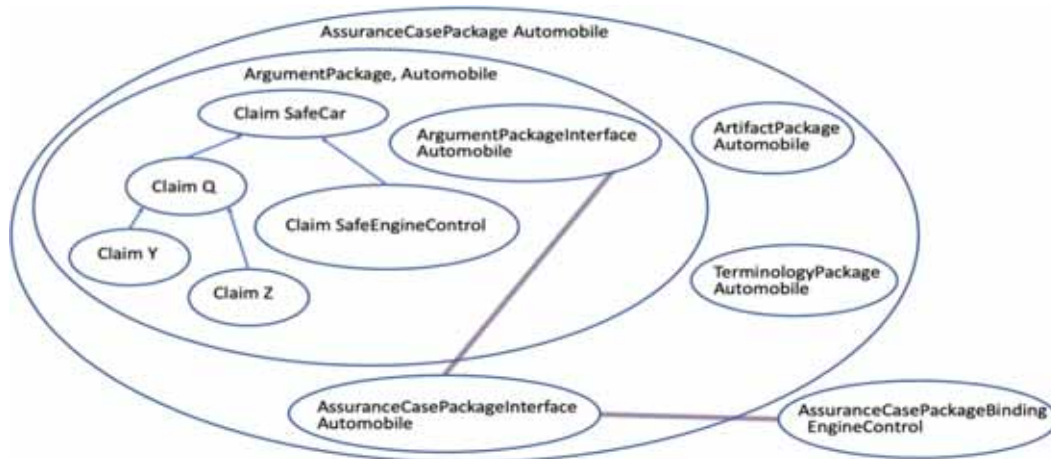 AssuranceCasePackage Automobile
ArgumentPackage, Automobile
Claim SafeCar
ArgumentPackageInterface
Automobile
ArtifactPackage
Automobile
Claim Q
Claim SafeEngineControl
Claim Y
Claim Z
TerminologyPackage
Automobile
AssuranceCasePackageInterface
Automobile
AssuranceCasePackageBinding
EngineControl